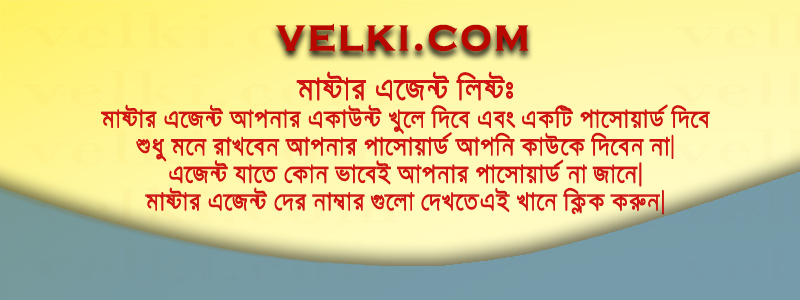 VELKI.COM
মাষ্টার এজেন্ট লিষ্টঃ
মাষ্টার এজেন্ট আপনার একাউন্ট খুলে দিবে এবং একটি পাসোয়ার্ড দিবে
শুধু মনে রাখবেন আপনার পাসোয়ার্ড আপনি কাউকে দিবেন না|
এজেন্ট যাতে কোন ভাবেই আপনার পাসোয়ার্ড না জানে|
মাষ্টার এজেন্ট দের নাম্বার গুলো দেখতেএই খানে ক্লিক করুন|